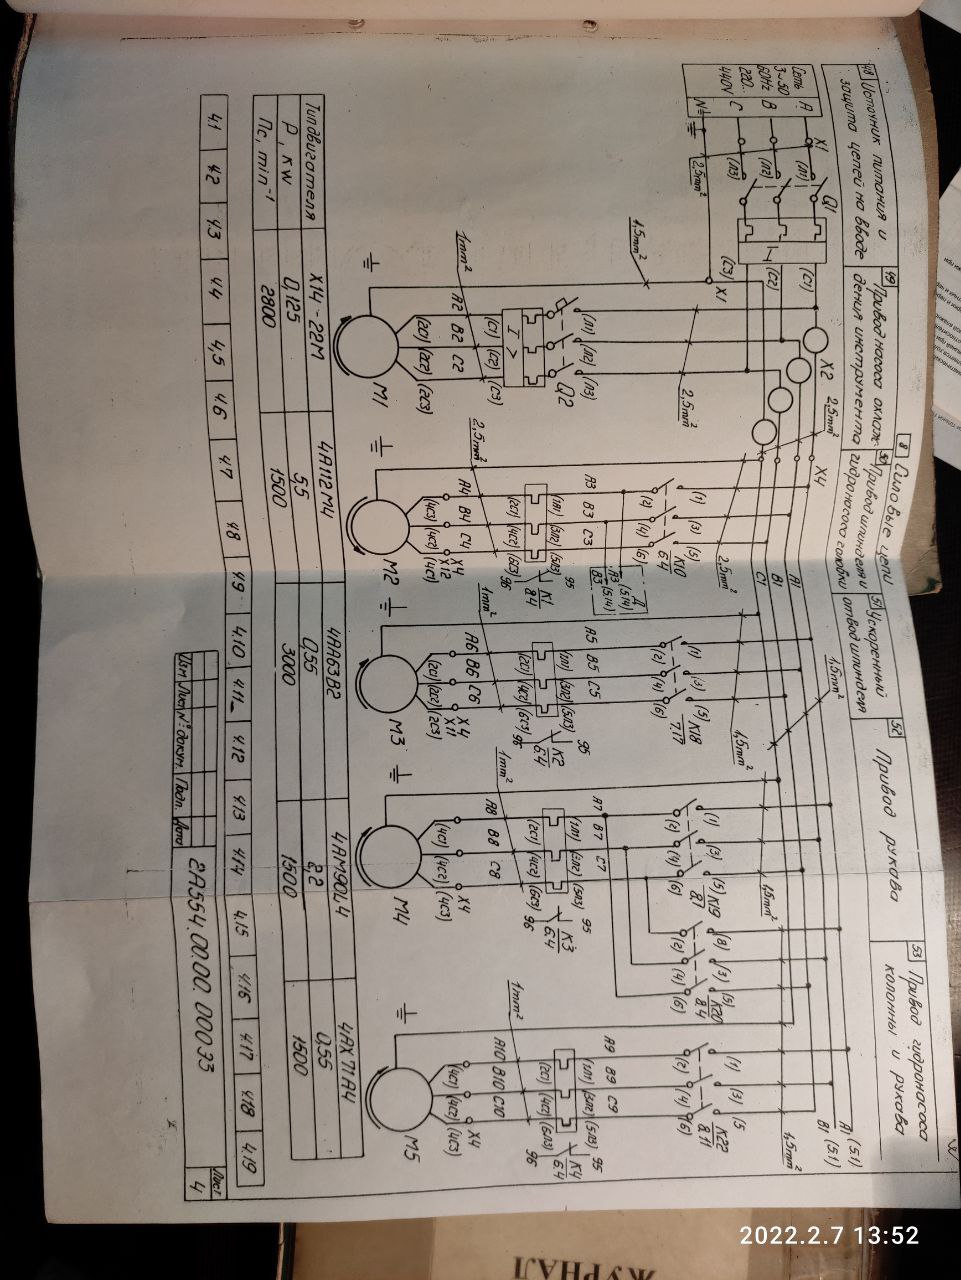 8 Силовые цепи
48 Источник питания и
защита цепей на вводе
49 Привод насоса охлаж-
дения инструмента
50 Привод шпинделя и
гидронасоса головки
51 Ускоренный
отвод шпинделя
52 Привод рукава
53 Привод гидронасоса
колонны и рукава
Сеть
3~50
60Hz
220..
440V
A
B
C
N
X1
Q1
(Л1)
(Л2)
(Л3)
2,5mm²
(C1)
(C2)
(C3)
X1
X2
2,5mm²
X4
A1
B1
C1
1,5mm²
A1 (5.1)
B1 (5.1)
1,5mm²
2,5mm²
2,5mm²
1,5mm²
1,5mm²
1,5mm²
(1) (3) (5) K10
6.4
(2) (4) (6)
Д
(5.14)
A3 (5.14)
B3
(1) (3) (5) K18
7.17
(2) (4) (6)
(1) (3) (5) K19
8.1
(2) (4) (6)
(8) (3) (5) K20
8.4
(2) (4) (6)
(1) (3) (5 K22
8.11
(2) (4) (6)
(Л1) (Л2) (Л3) Q2
I >
(C1) (C2) (C3)
1mm²
A2 B2 C2
(2C1) (2C2) (2C3)
M1
A3 B3 C3
(1Л1) (3Л2) (5Л3)
95
K1
8.4
96
(2C1) (4C2) (6C3)
2,5mm²
A4 B4 C4
X4
X12
(4C3) (4C2) (4C1)
M2
A5 B5 C5
(1Л1) (3Л2) (5Л3)
95
K2
6.4
96
(2C1) (4C2) (6C3)
1mm²
A6 B6 C6
X4
X11
(2C1) (2C2) (2C3)
M3
A7 B7 C7
(1Л1) (3Л2) (5Л3)
95
K3
6.4
96
(2C1) (4C2) (6C3)
1mm²
A8 B8 C8
X4
(4C1) (4C2) (4C3)
M4
A9 B9 C9
(1Л1) (3Л2) (5Л3)
95
K4
6.4
96
(2C1) (4C2) (6Л3)
1mm²
A10 B10 C10
X4
(4C1) (4C2) (4C3)
M5
Тип двигателя X14-22M 4A112M4 4AA63B2 4AM90L4 4AX71A4
P, kw 0,125 5,5 0,55 2,2 0,55
Пс, min⁻¹ 2800 1500 3000 1500 1500
4.1 4.2 4.3 4.4 4,5 4.6 4.7 4.8 4.9 4.10 4.11 4.12 4.13 4.14 4.15 4.16 4.17 4.18 4.19
Изм Лист № докум. Подп. Дата
2А554.00.00.000Э3
Лист
4
ЖУРНАЛ
2022.2.7 13:52